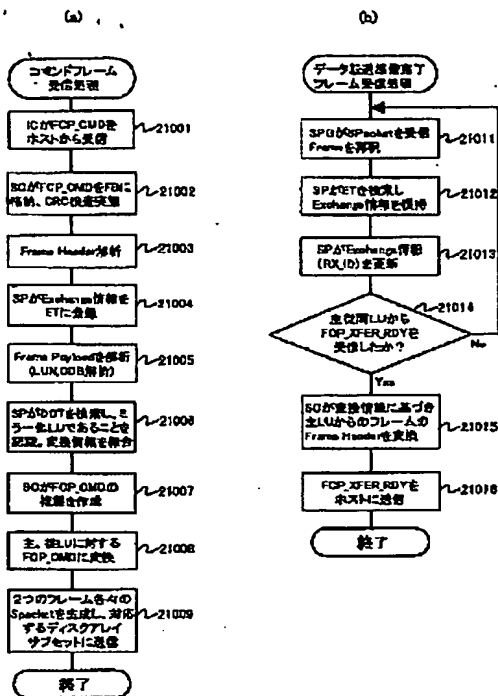 (a)
コマンドフレーム
受信処理
ICがFCP_CMDを
ホストから受信
21001
SCがFCP_CMDをFBに
格納、CRC検査実施
21002
Frame Header解析
21003
SPがExchange情報を
ETに登録
21004
Frame Payloadを解析
(LUN,CDB解析)
21005
SPがDCTを検索し、ミ
ラー化LUであることを
認識。変換情報を
21006
SCがFCP_CMDの
複製を作成
21007
主、従LUに対する
FCP_CMDに変換
21008
2つのフレーム各々の
Spacketを生成し、対応
するディスクアレイ
サブセットに送信
21009
終了
(b)
データ転送準備完了
フレーム受信処理
SPGがSPacketを受信
Frameを
21011
SPがETを検索し
Exchange情報を獲得
21012
SPがExchange情報
(RX_ID)を更新
21013
主従両LUから
FCP_XFER_RDYを
受信したか？
21014
No
Yes
SCが変換情報に基づき
主LUからのフレームの
Frame Headerを変換
21015
FCP_XFER_RDYを
ホストに送信
21016
終了